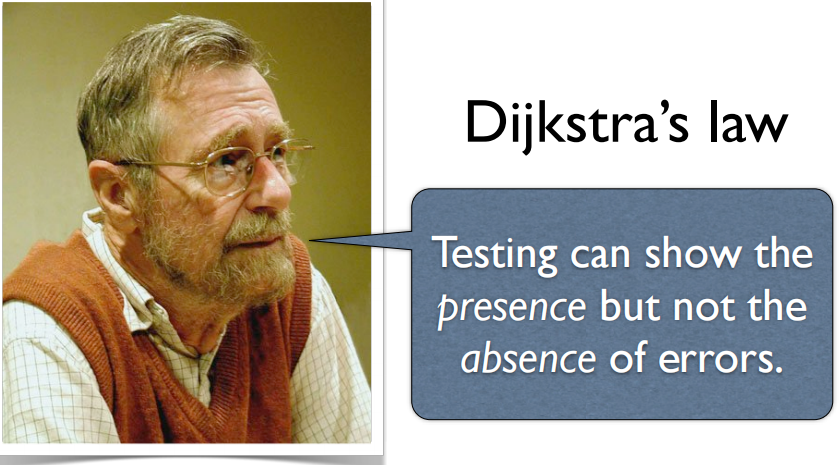 Dijkstra’s law
Testing can show the
presence but not the
absence of errors.